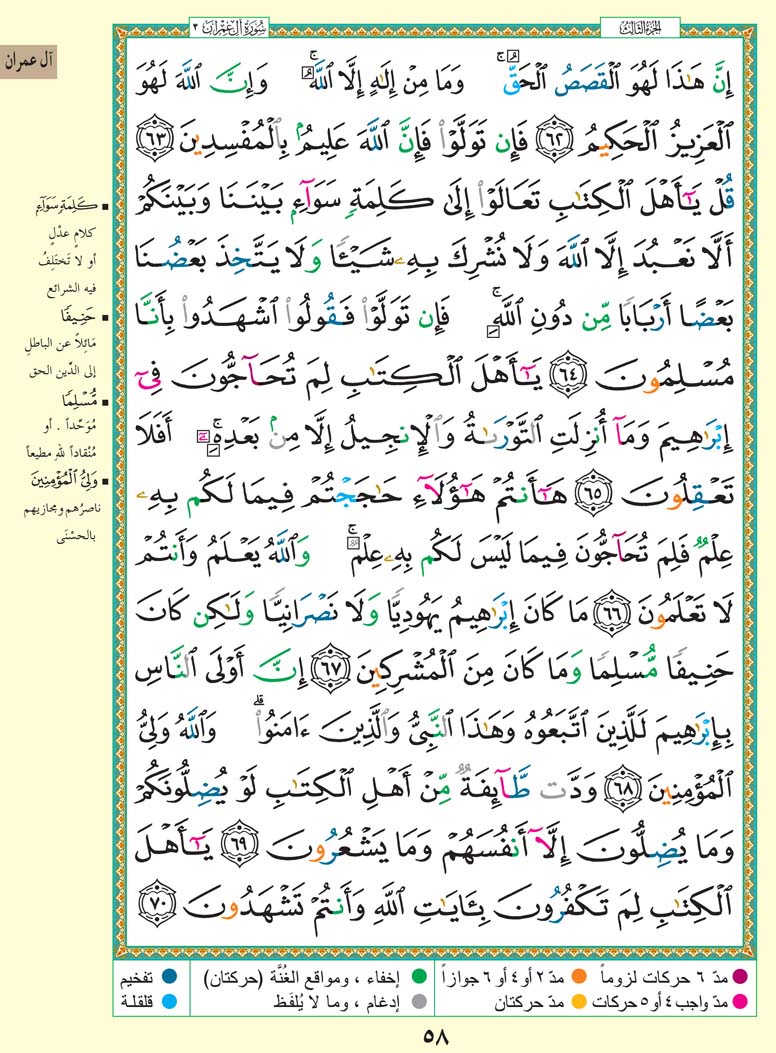 الجزء الثالث
سورة آل عمران ٣
آل عمران
إِنَّ هَٰذَا لَهُوَ ٱلْقَصَصُ ٱلْحَقُّ ۚ وَمَا مِنْ إِلَٰهٍ إِلَّا ٱللَّهُ ۚ وَإِنَّ ٱللَّهَ لَهُوَ
ٱلْعَزِيزُ ٱلْحَكِيمُ ٦٢ فَإِن تَوَلَّوْا۟ فَإِنَّ ٱللَّهَ عَلِيمٌۢ بِٱلْمُفْسِدِينَ ٦٣
قُلْ يَٰٓأَهْلَ ٱلْكِتَٰبِ تَعَالَوْا۟ إِلَىٰ كَلِمَةٍ سَوَآءٍۭ بَيْنَنَا وَبَيْنَكُمْ
أَلَّا نَعْبُدَ إِلَّا ٱللَّهَ وَلَا نُشْرِكَ بِهِۦ شَيْـًٔا وَلَا يَتَّخِذَ بَعْضُنَا
بَعْضًا أَرْبَابًا مِّن دُونِ ٱللَّهِ ۚ فَإِن تَوَلَّوْا۟ فَقُولُوا۟ ٱشْهَدُوا۟ بِأَنَّا
مُسْلِمُونَ ٦٤ يَٰٓأَهْلَ ٱلْكِتَٰبِ لِمَ تُحَآجُّونَ فِىٓ
إِبْرَٰهِيمَ وَمَآ أُنزِلَتِ ٱلتَّوْرَىٰةُ وَٱلْإِنجِيلُ إِلَّا مِنۢ بَعْدِهِۦٓ ۚ أَفَلَا
تَعْقِلُونَ ٦٥ هَٰٓأَنتُمْ هَٰٓؤُلَآءِ حَٰجَجْتُمْ فِيمَا لَكُم بِهِۦ
عِلْمٌ فَلِمَ تُحَآجُّونَ فِيمَا لَيْسَ لَكُم بِهِۦ عِلْمٌ ۚ وَٱللَّهُ يَعْلَمُ وَأَنتُمْ
لَا تَعْلَمُونَ ٦٦ مَا كَانَ إِبْرَٰهِيمُ يَهُودِيًّا وَلَا نَصْرَانِيًّا وَلَٰكِن كَانَ
حَنِيفًا مُّسْلِمًا وَمَا كَانَ مِنَ ٱلْمُشْرِكِينَ ٦٧ إِنَّ أَوْلَى ٱلنَّاسِ
بِإِبْرَٰهِيمَ لَلَّذِينَ ٱتَّبَعُوهُ وَهَٰذَا ٱلنَّبِىُّ وَٱلَّذِينَ ءَامَنُوا۟ ۗ وَٱللَّهُ وَلِىُّ
ٱلْمُؤْمِنِينَ ٦٨ وَدَّت طَّآئِفَةٌ مِّنْ أَهْلِ ٱلْكِتَٰبِ لَوْ يُضِلُّونَكُمْ
وَمَا يُضِلُّونَ إِلَّآ أَنفُسَهُمْ وَمَا يَشْعُرُونَ ٦٩ يَٰٓأَهْلَ
ٱلْكِتَٰبِ لِمَ تَكْفُرُونَ بِـَٔايَٰتِ ٱللَّهِ وَأَنتُمْ تَشْهَدُونَ ٧٠
▪ كَلِمَةٍ سَوَآءٍ
كلامٍ عدْلٍ
أو لا تَختَلِفُ
فيه الشرائع
▪ حَنِيفًا
مَائِلاً عن الباطل
إلى الدِّين الحق
▪ مُّسْلِمًا
مُوَحِّداً . أو
مُنْقاداً للهِ مطيعاً
▪ وَلِىُّ ٱلْمُؤْمِنِينَ
ناصرُهم ومجازيهم
بالحسْنَى
مدّ ٦ حركات لزوماً مدّ ٢ أو ٤ أو ٦ جوازاً إخفاء ، ومواقع الغُنَّة (حركتان) تفخيم
مدّ واجب ٤ أو ٥ حركات مدّ حركتان إدغام ، وما لا يُلفَظ قلقلة
٥٨